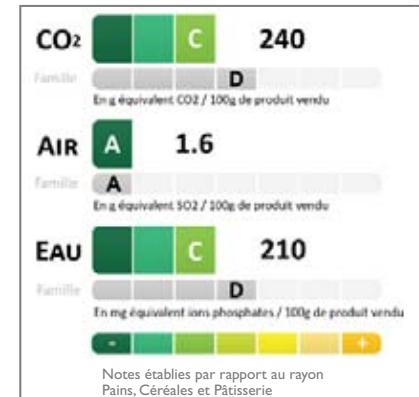 CO2 C 240
Famille D
En g équivalent CO2 / 100g de produit vendu
AIR A 1.6
Famille A
En g équivalent SO2 / 100g de produit vendu
EAU C 210
Famille D
En mg équivalent ions phosphates / 100g de produit vendu
- +
Notes établies par rapport au rayon
Pains, Céréales et Pâtisserie